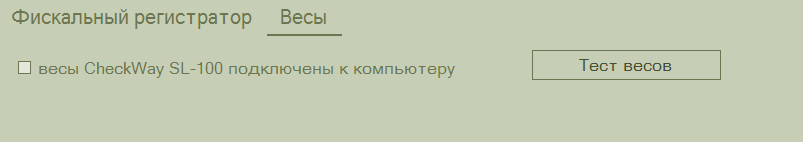 Фискальный регистратор Весы
весы CheckWay SL-100 подключены к компьютеру Тест весов